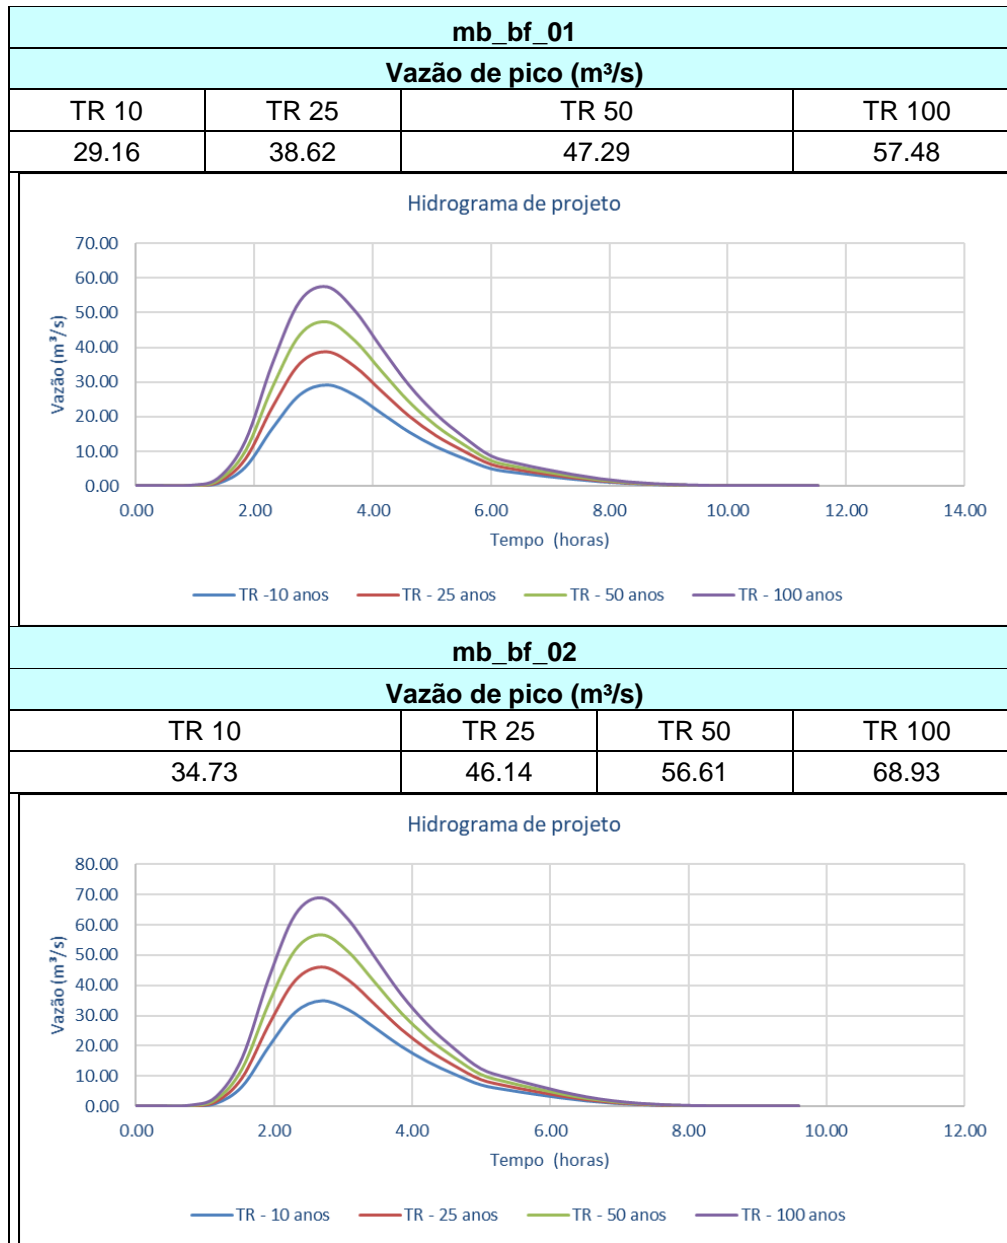 mb_bf_01
Vazão de pico (m³/s)
TR 10 TR 25 TR 50 TR 100
29.16 38.62 47.29 57.48
Hidrograma de projeto
70.00
60.00
50.00
40.00
30.00
20.00
10.00
0.00
Vazão (m³/s)
0.00 2.00 4.00 6.00 8.00 10.00 12.00 14.00
Tempo (horas)
TR -10 anos TR - 25 anos TR - 50 anos TR - 100 anos
mb_bf_02
Vazão de pico (m³/s)
TR 10 TR 25 TR 50 TR 100
34.73 46.14 56.61 68.93
Hidrograma de projeto
80.00
70.00
60.00
50.00
40.00
30.00
20.00
10.00
0.00
Vazão (m³/s)
0.00 2.00 4.00 6.00 8.00 10.00 12.00
Tempo (horas)
TR - 10 anos TR - 25 anos TR - 50 anos TR - 100 anos